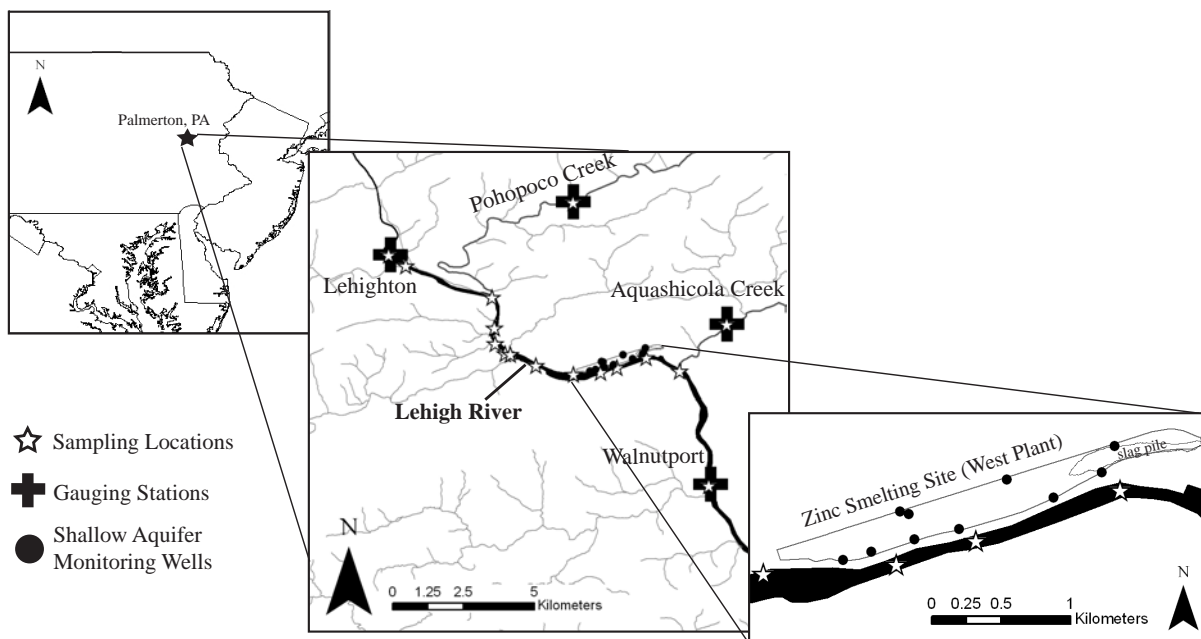 N
Palmerton, PA
Pohopoco Creek
Lehighton
Aquashicola Creek
Lehigh River
Walnutport
N
0 1.25 2.5 5
Kilometers
Sampling Locations
Gauging Stations
Shallow Aquifer
Monitoring Wells
Zinc Smelting Site (West Plant)
slag pile
N
0 0.25 0.5 1
Kilometers